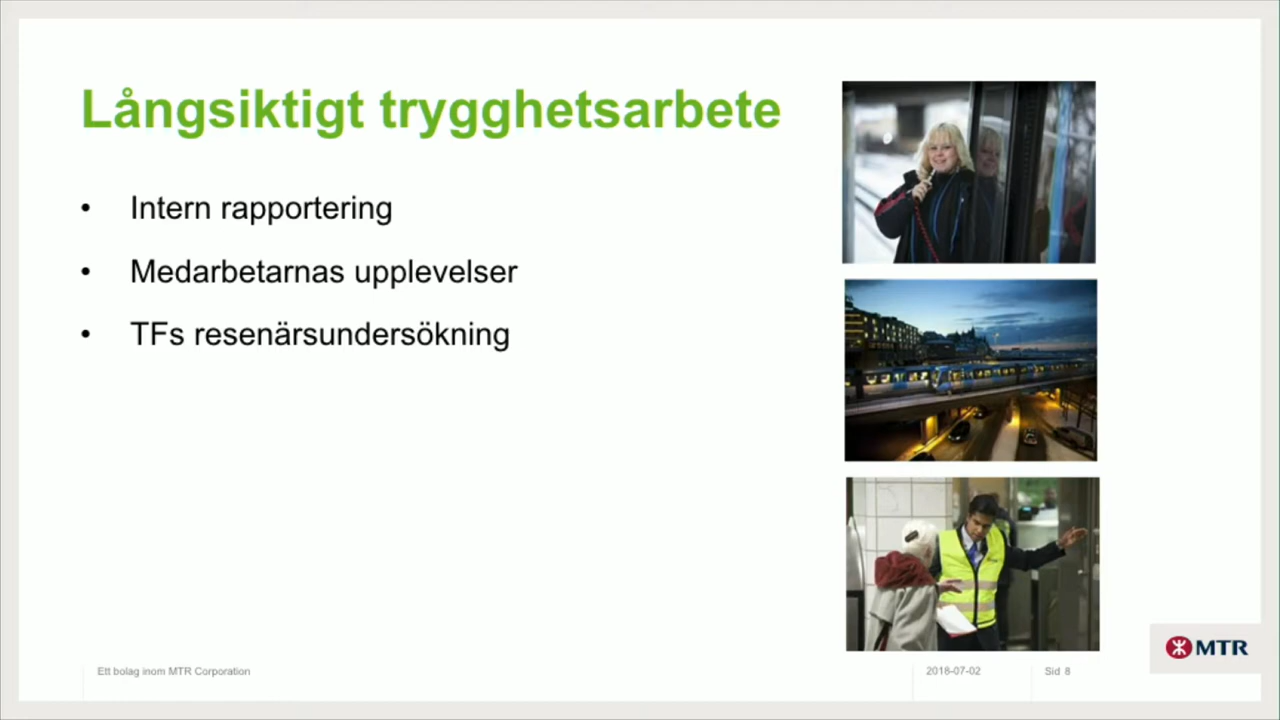 Långsiktigt trygghetsarbete
• Intern rapportering
• Medarbetarnas upplevelser
• TFs resenärsundersökning
Ett bolag inom MTR Corporation
2018-07-02
Sid 8
MTR